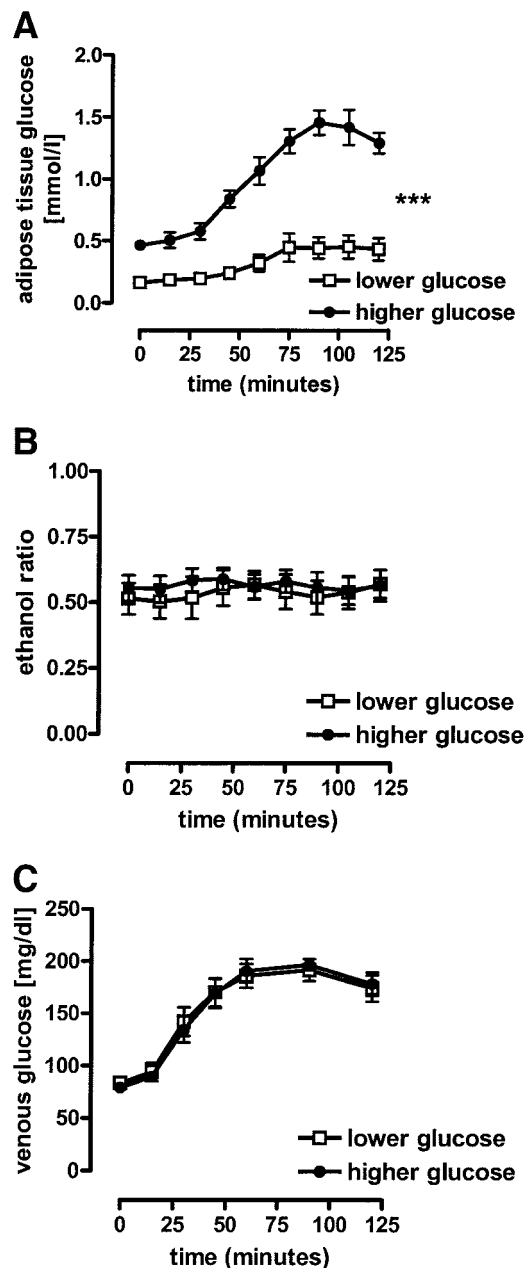 A
adipose tissue glucose
[mmol/l]
2.0
1.5
1.0
0.5
0.0
***
lower glucose
higher glucose
0 25 50 75 100 125
time (minutes)
B
ethanol ratio
1.00
0.75
0.50
0.25
0.00
lower glucose
higher glucose
0 25 50 75 100 125
time (minutes)
C
venous glucose [mg/dl]
250
200
150
100
50
0
lower glucose
higher glucose
0 25 50 75 100 125
time (minutes)